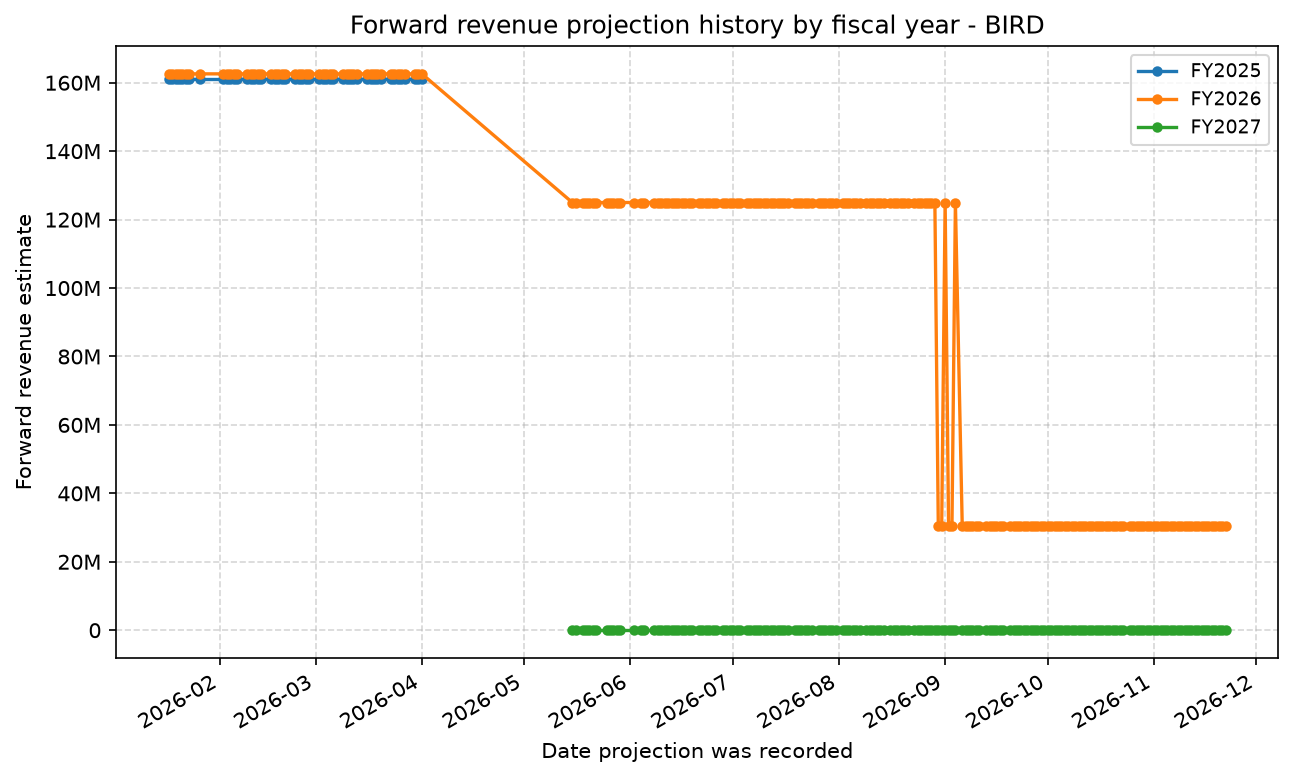 Forward revenue projection history by fiscal year - BIRD
FY2025
FY2026
FY2027
Forward revenue estimate
160M
140M
120M
100M
80M
60M
40M
20M
0
2026-02
2026-03
2026-04
2026-05
2026-06
2026-07
2026-08
2026-09
2026-10
2026-11
2026-12
Date projection was recorded